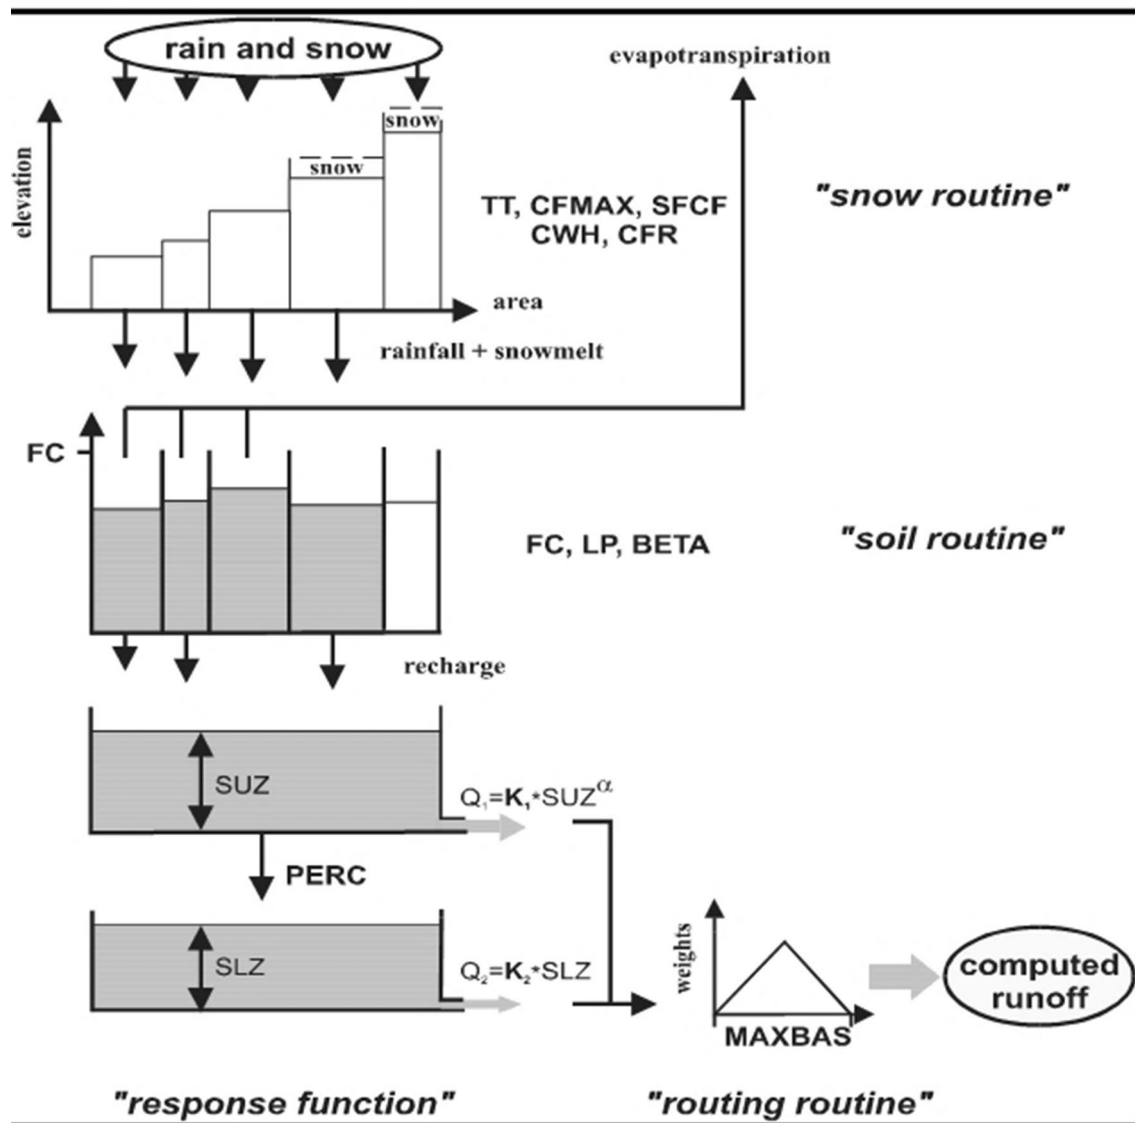 rain and snow
evapotranspiration
elevation
snow
snow
"snow routine"
TT, CFMAX, SFCF
CWH, CFR
area
rainfall + snowmelt
FC
FC, LP, BETA
"soil routine"
recharge
SUZ
Q₁=K₁*SUZ^α
PERC
SLZ
Q₂=K₂*SLZ
weights
MAXBAS
computed
runoff
"response function"
"routing routine"